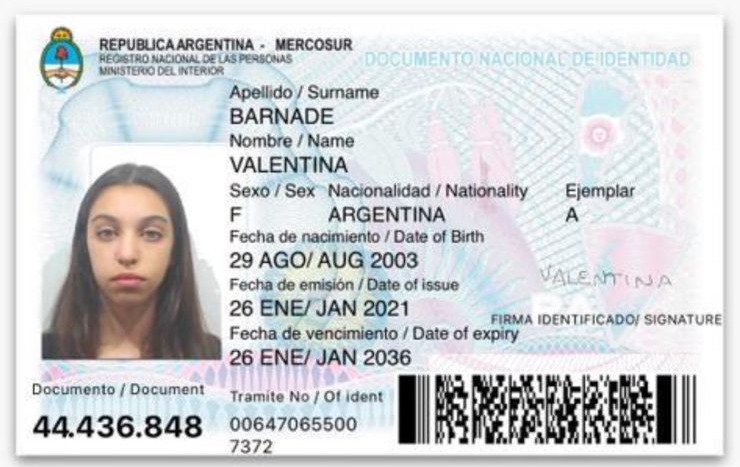 REPUBLICA ARGENTINA - MERCOSUR
REGISTRO NACIONAL DE LAS PERSONAS
MINISTERIO DEL INTERIOR
DOCUMENTO NACIONAL DE IDENTIDAD
Apellido / Surname
BARNADE
Nombre / Name
VALENTINA
Sexo / Sex Nacionalidad / Nationality Ejemplar
F ARGENTINA A
Fecha de nacimiento / Date of Birth
29 AGO/ AUG 2003
Fecha de emisión / Date of issue
26 ENE/ JAN 2021
VALENTINA
FIRMA IDENTIFICADO/ SIGNATURE
Fecha de vencimiento / Date of expiry
26 ENE/ JAN 2036
Documento / Document
44.436.848
Tramite No / Of ident
00647065500
7372